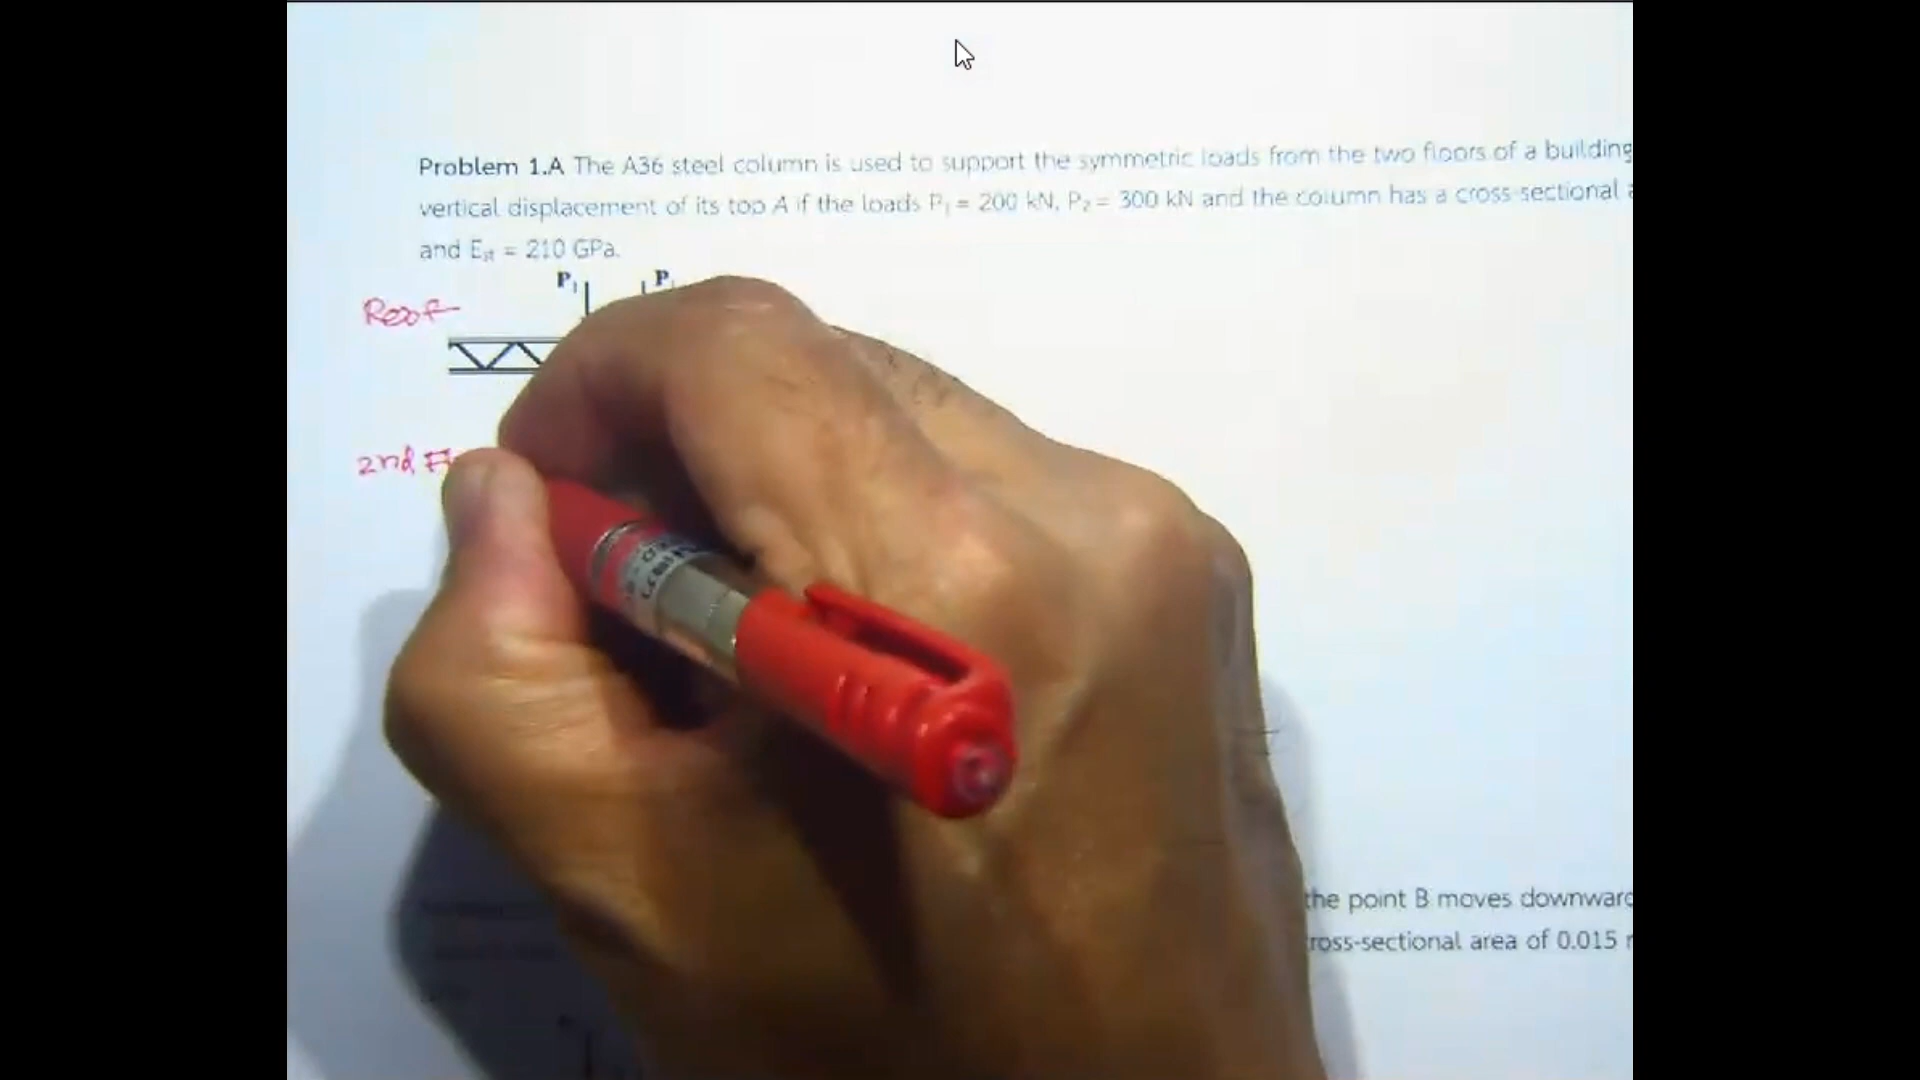 Problem 1.A The A36 steel column is used to support the symmetric loads from the two floors of a building
vertical displacement of its top A if the loads P₁ = 200 kN, P₂ = 300 kN and the column has a cross-sectional
and Eₛₜ = 210 GPa.
P₁ P
Roof
2nd
the point B moves downward
cross-sectional area of 0.015